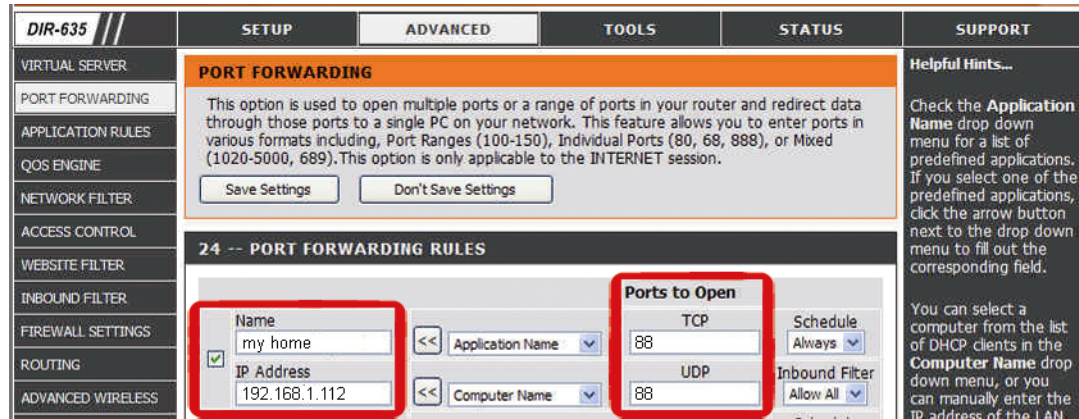 DIR-635
SETUP
ADVANCED
TOOLS
STATUS
SUPPORT
VIRTUAL SERVER
PORT FORWARDING
APPLICATION RULES
QOS ENGINE
NETWORK FILTER
ACCESS CONTROL
WEBSITE FILTER
INBOUND FILTER
FIREWALL SETTINGS
ROUTING
ADVANCED WIRELESS
PORT FORWARDING
This option is used to open multiple ports or a range of ports in your router and redirect data
through those ports to a single PC on your network. This feature allows you to enter ports in
various formats including, Port Ranges (100-150), Individual Ports (80, 68, 888), or Mixed
(1020-5000, 689).This option is only applicable to the INTERNET session.
Save Settings
Don't Save Settings
24 -- PORT FORWARDING RULES
Ports to Open
Name
my home
<<
Application Name
TCP
88
Schedule
Always
IP Address
192.168.1.112
<<
Computer Name
UDP
88
Inbound Filter
Allow All
Helpful Hints...
Check the Application
Name drop down
menu for a list of
predefined applications.
If you select one of the
predefined applications,
click the arrow button
next to the drop down
menu to fill out the
corresponding field.
You can select a
computer from the list
of DHCP clients in the
Computer Name drop
down menu, or you
can manually enter the
IP address of the LAN